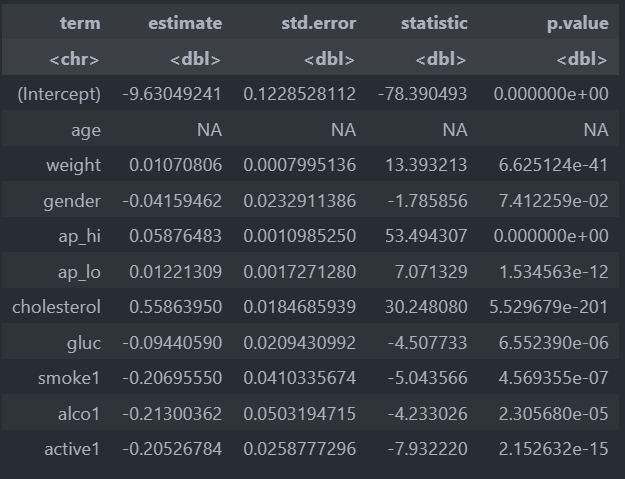 term estimate std.error statistic p.value
<chr> <dbl> <dbl> <dbl> <dbl>
(Intercept) -9.63049241 0.1228528112 -78.390493 0.000000e+00
age NA NA NA NA
weight 0.01070806 0.0007995136 13.393213 6.625124e-41
gender -0.04159462 0.0232911386 -1.785856 7.412259e-02
ap_hi 0.05876483 0.0010985250 53.494307 0.000000e+00
ap_lo 0.01221309 0.0017271280 7.071329 1.534563e-12
cholesterol 0.55863950 0.0184685939 30.248080 5.529679e-201
gluc -0.09440590 0.0209430992 -4.507733 6.552390e-06
smoke1 -0.20695550 0.0410335674 -5.043566 4.569355e-07
alco1 -0.21300362 0.0503194715 -4.233026 2.305680e-05
active1 -0.20526784 0.0258777296 -7.932220 2.152632e-15